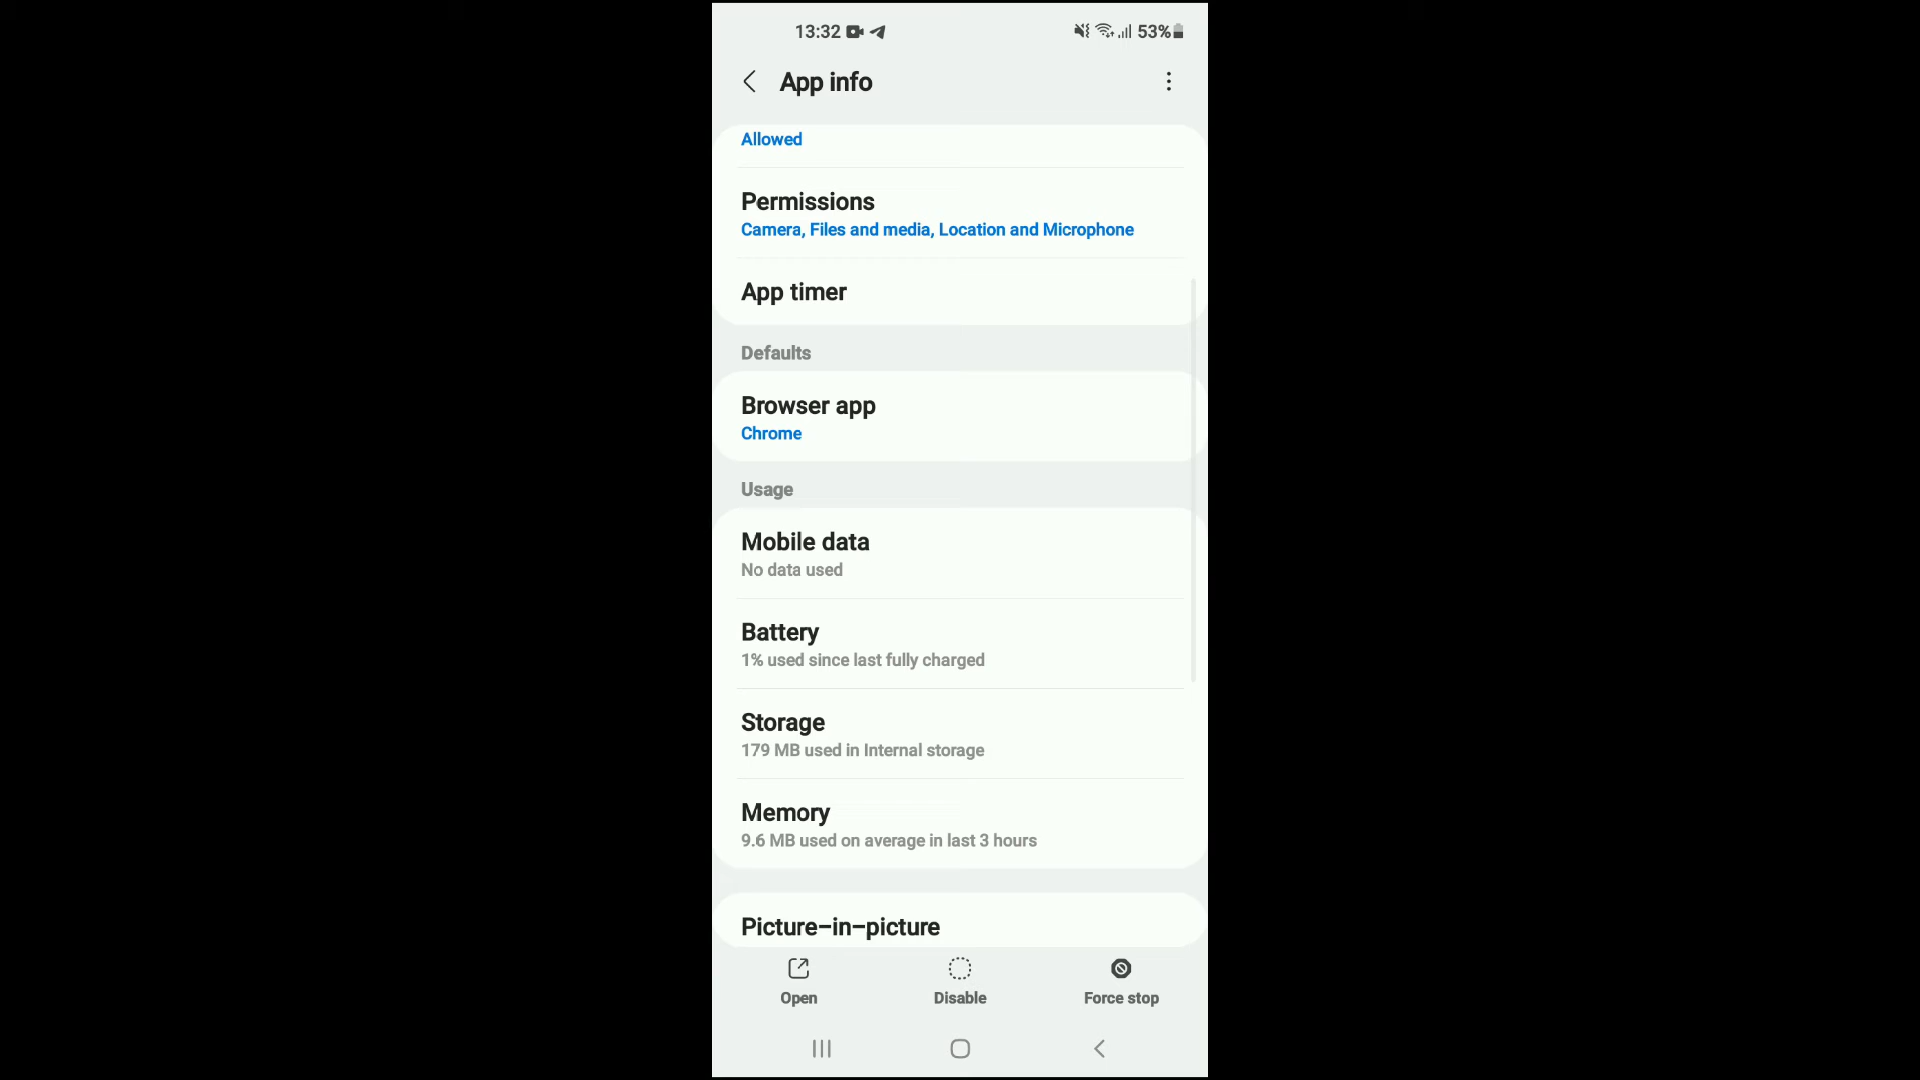 13:32
53%
App info
Allowed
Permissions
Camera, Files and media, Location and Microphone
App timer
Defaults
Browser app
Chrome
Usage
Mobile data
No data used
Battery
1% used since last fully charged
Storage
179 MB used in Internal storage
Memory
9.6 MB used on average in last 3 hours
Picture-in-picture
Open
Disable
Force stop